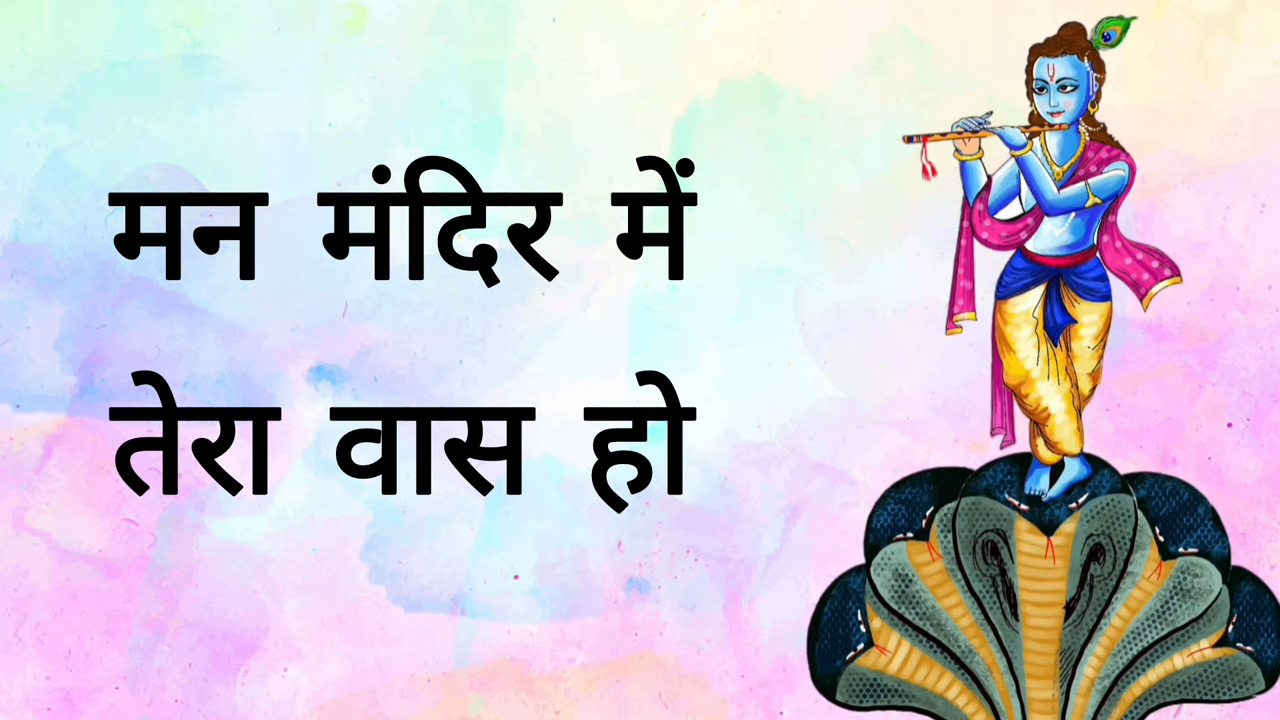 मन मंदिर में
तेरा वास हो